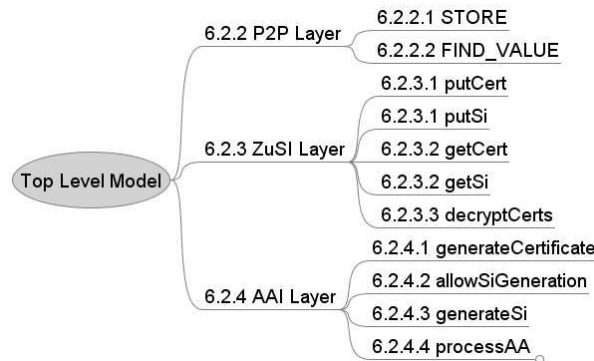 Top Level Model
6.2.2 P2P Layer
6.2.2.1 STORE
6.2.2.2 FIND_VALUE
6.2.3 ZuSI Layer
6.2.3.1 putCert
6.2.3.1 putSi
6.2.3.2 getCert
6.2.3.2 getSi
6.2.3.3 decryptCerts
6.2.4 AAI Layer
6.2.4.1 generateCertificate
6.2.4.2 allowSiGeneration
6.2.4.3 generateSi
6.2.4.4 processAA